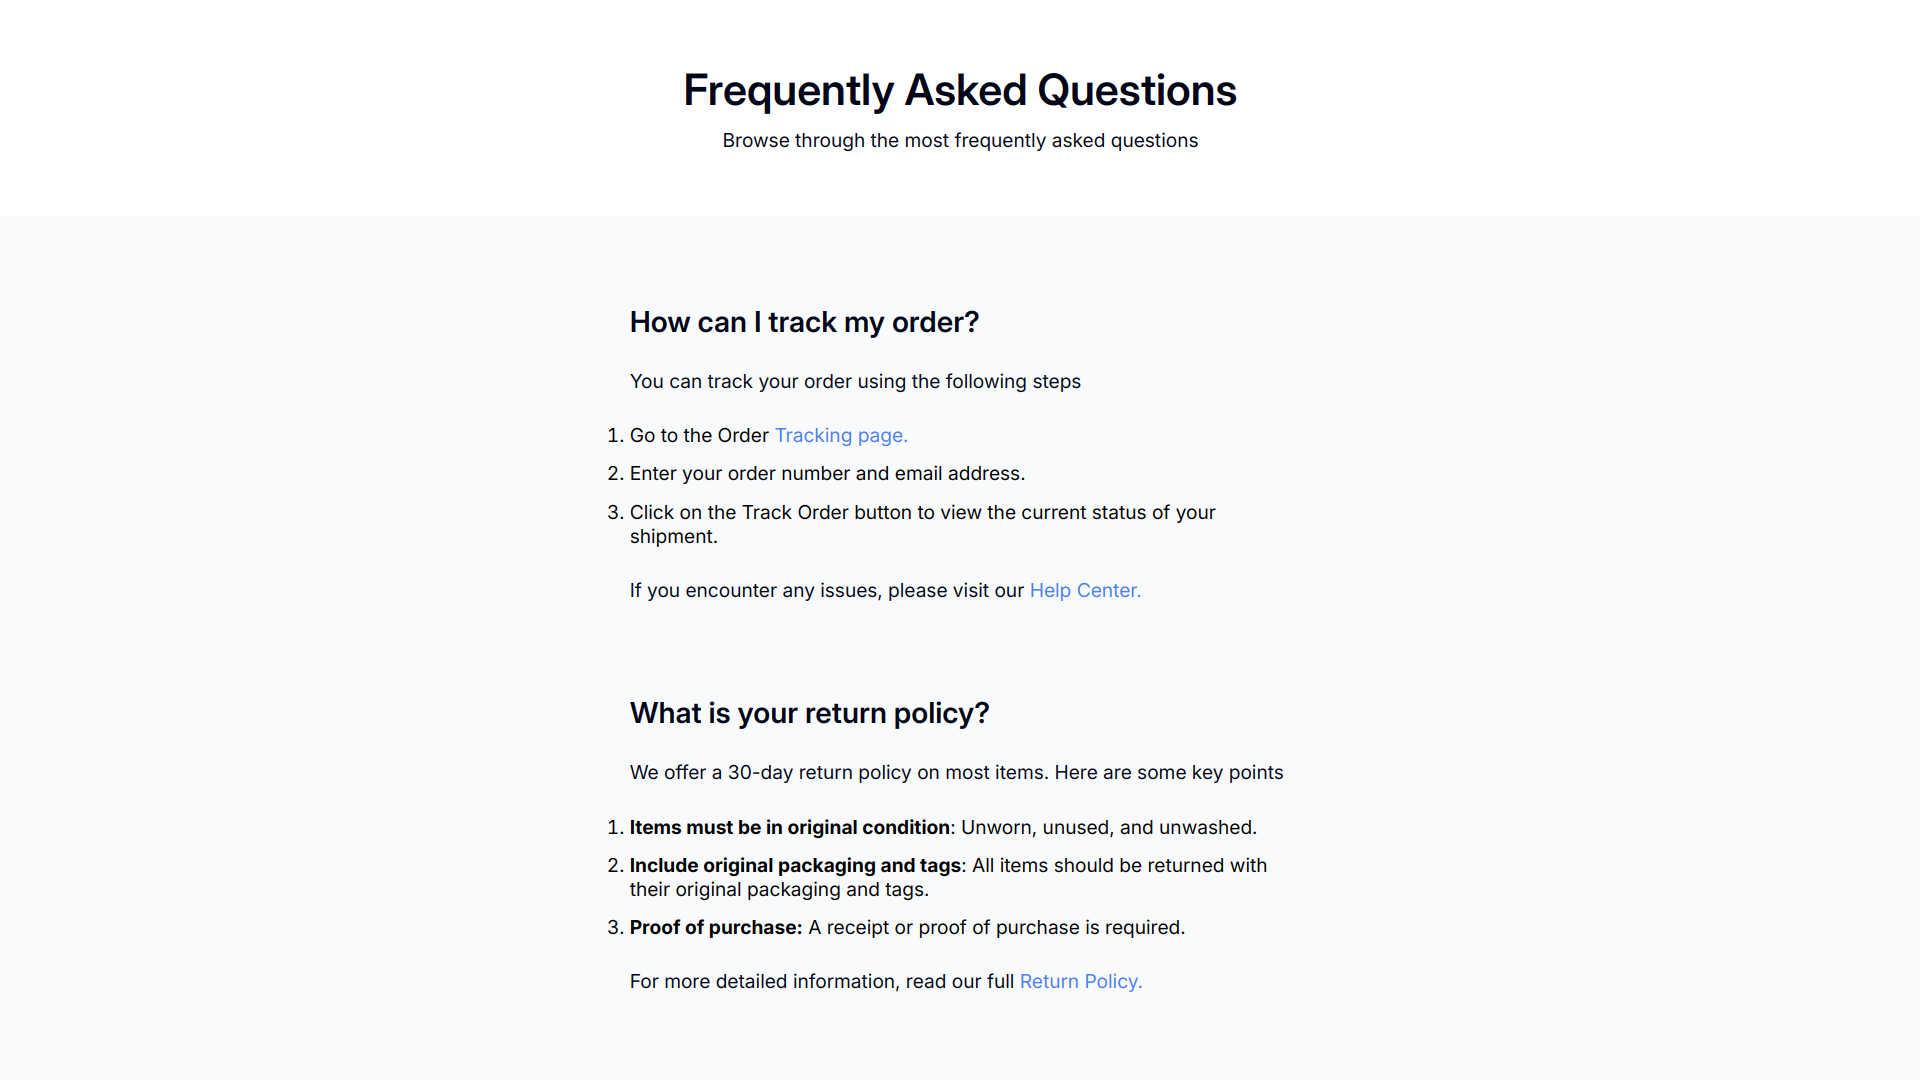 Frequently Asked Questions
Browse through the most frequently asked questions
How can I track my order?
You can track your order using the following steps
1. Go to the Order Tracking page.
2. Enter your order number and email address.
3. Click on the Track Order button to view the current status of your
shipment.
If you encounter any issues, please visit our Help Center.
What is your return policy?
We offer a 30-day return policy on most items. Here are some key points
1. Items must be in original condition: Unworn, unused, and unwashed.
2. Include original packaging and tags: All items should be returned with
their original packaging and tags.
3. Proof of purchase: A receipt or proof of purchase is required.
For more detailed information, read our full Return Policy.